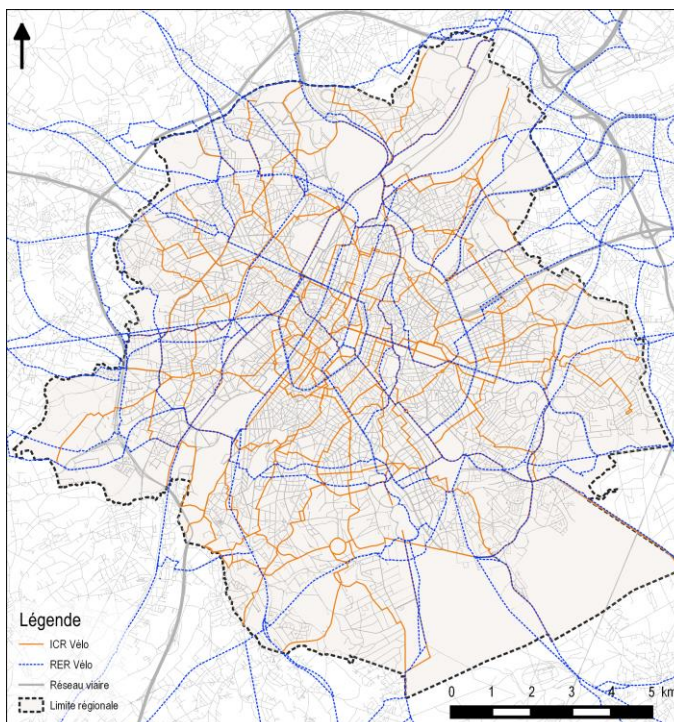 Légende
ICR Vélo
RER Vélo
Réseau viaire
Limite régionale
0 1 2 3 4 5 km